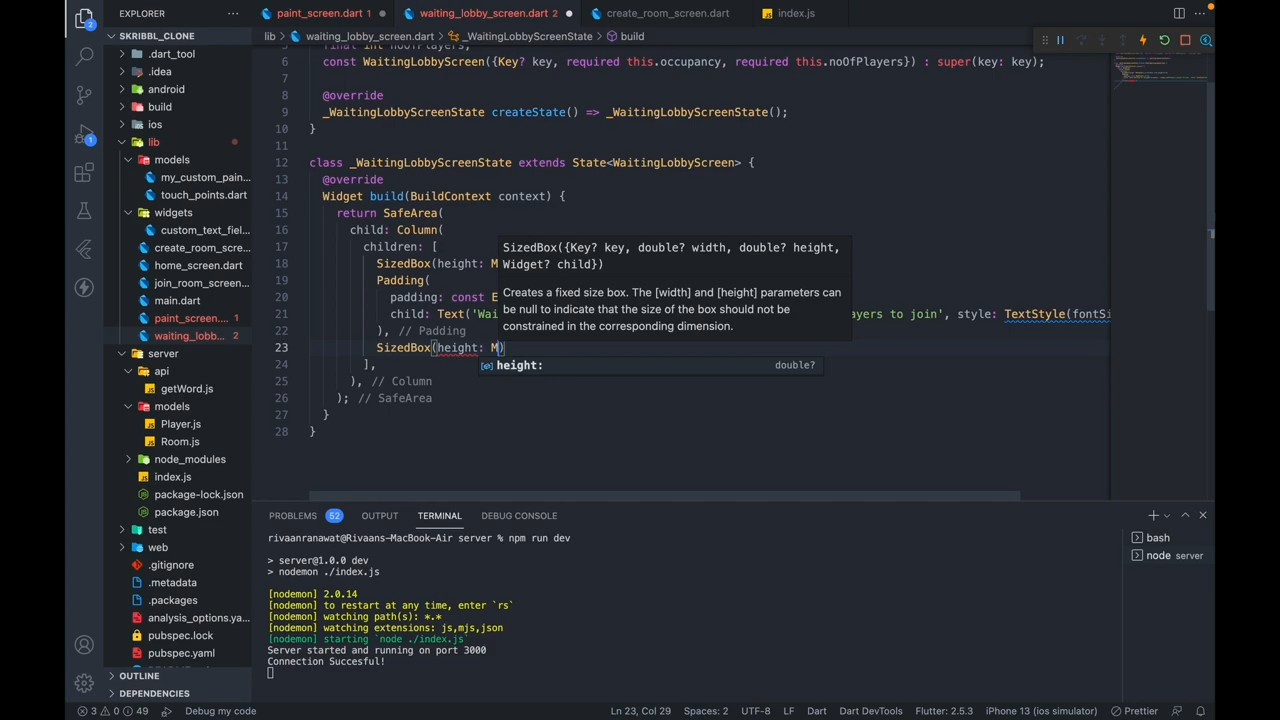 EXPLORER
paint_screen.dart 1
waiting_lobby_screen.dart 2
create_room_screen.dart
index.js
SKRIBBL_CLONE
lib > waiting_lobby_screen.dart > _WaitingLobbyScreenState > build
.dart_tool
.idea
android
build
ios
lib
models
my_custom_pain...
touch_points.dart
widgets
custom_text_fiel...
create_room_scre...
home_screen.dart
join_room_screen...
main.dart
paint_screen.... 1
waiting_lobb... 2
server
api
getWord.js
models
Player.js
Room.js
node_modules
index.js
package-lock.json
package.json
test
web
.gitignore
.metadata
.packages
analysis_options.ya...
pubspec.lock
pubspec.yaml
OUTLINE
DEPENDENCIES
2
1
5 final int noOfPlayers;
6 const WaitingLobbyScreen({Key? key, required this.occupancy, required this.noOfPlayers}) : super(key: key);
7
8 @override
9 _WaitingLobbyScreenState createState() => _WaitingLobbyScreenState();
10 }
11
12 class _WaitingLobbyScreenState extends State<WaitingLobbyScreen> {
13 @override
14 Widget build(BuildContext context) {
15 return SafeArea(
16 child: Column(
17 children: [
18 SizedBox(height: M
19 Padding(
20 padding: const E
21 child: Text('Wai ayers to join', style: TextStyle(fontSi
22 ), // Padding
23 SizedBox(height: M)
24 ],
25 ), // Column
26 ); // SafeArea
27 }
28 }
SizedBox({Key? key, double? width, double? height,
Widget? child})
Creates a fixed size box. The [width] and [height] parameters can
be null to indicate that the size of the box should not be
constrained in the corresponding dimension.
height: double?
PROBLEMS 52 OUTPUT TERMINAL DEBUG CONSOLE
rivaanranawat@Rivaans-MacBook-Air server % npm run dev
> server@1.0.0 dev
> nodemon ./index.js
[nodemon] 2.0.14
[nodemon] to restart at any time, enter `rs`
[nodemon] watching path(s): *.*
[nodemon] watching extensions: js,mjs,json
[nodemon] starting `node ./index.js`
Server started and running on port 3000
Connection Succesful!
bash
node server
3 0 49 Debug my code
Ln 23, Col 29 Spaces: 2 UTF-8 LF Dart Dart DevTools Flutter: 2.5.3 iPhone 13 (ios simulator) Prettier